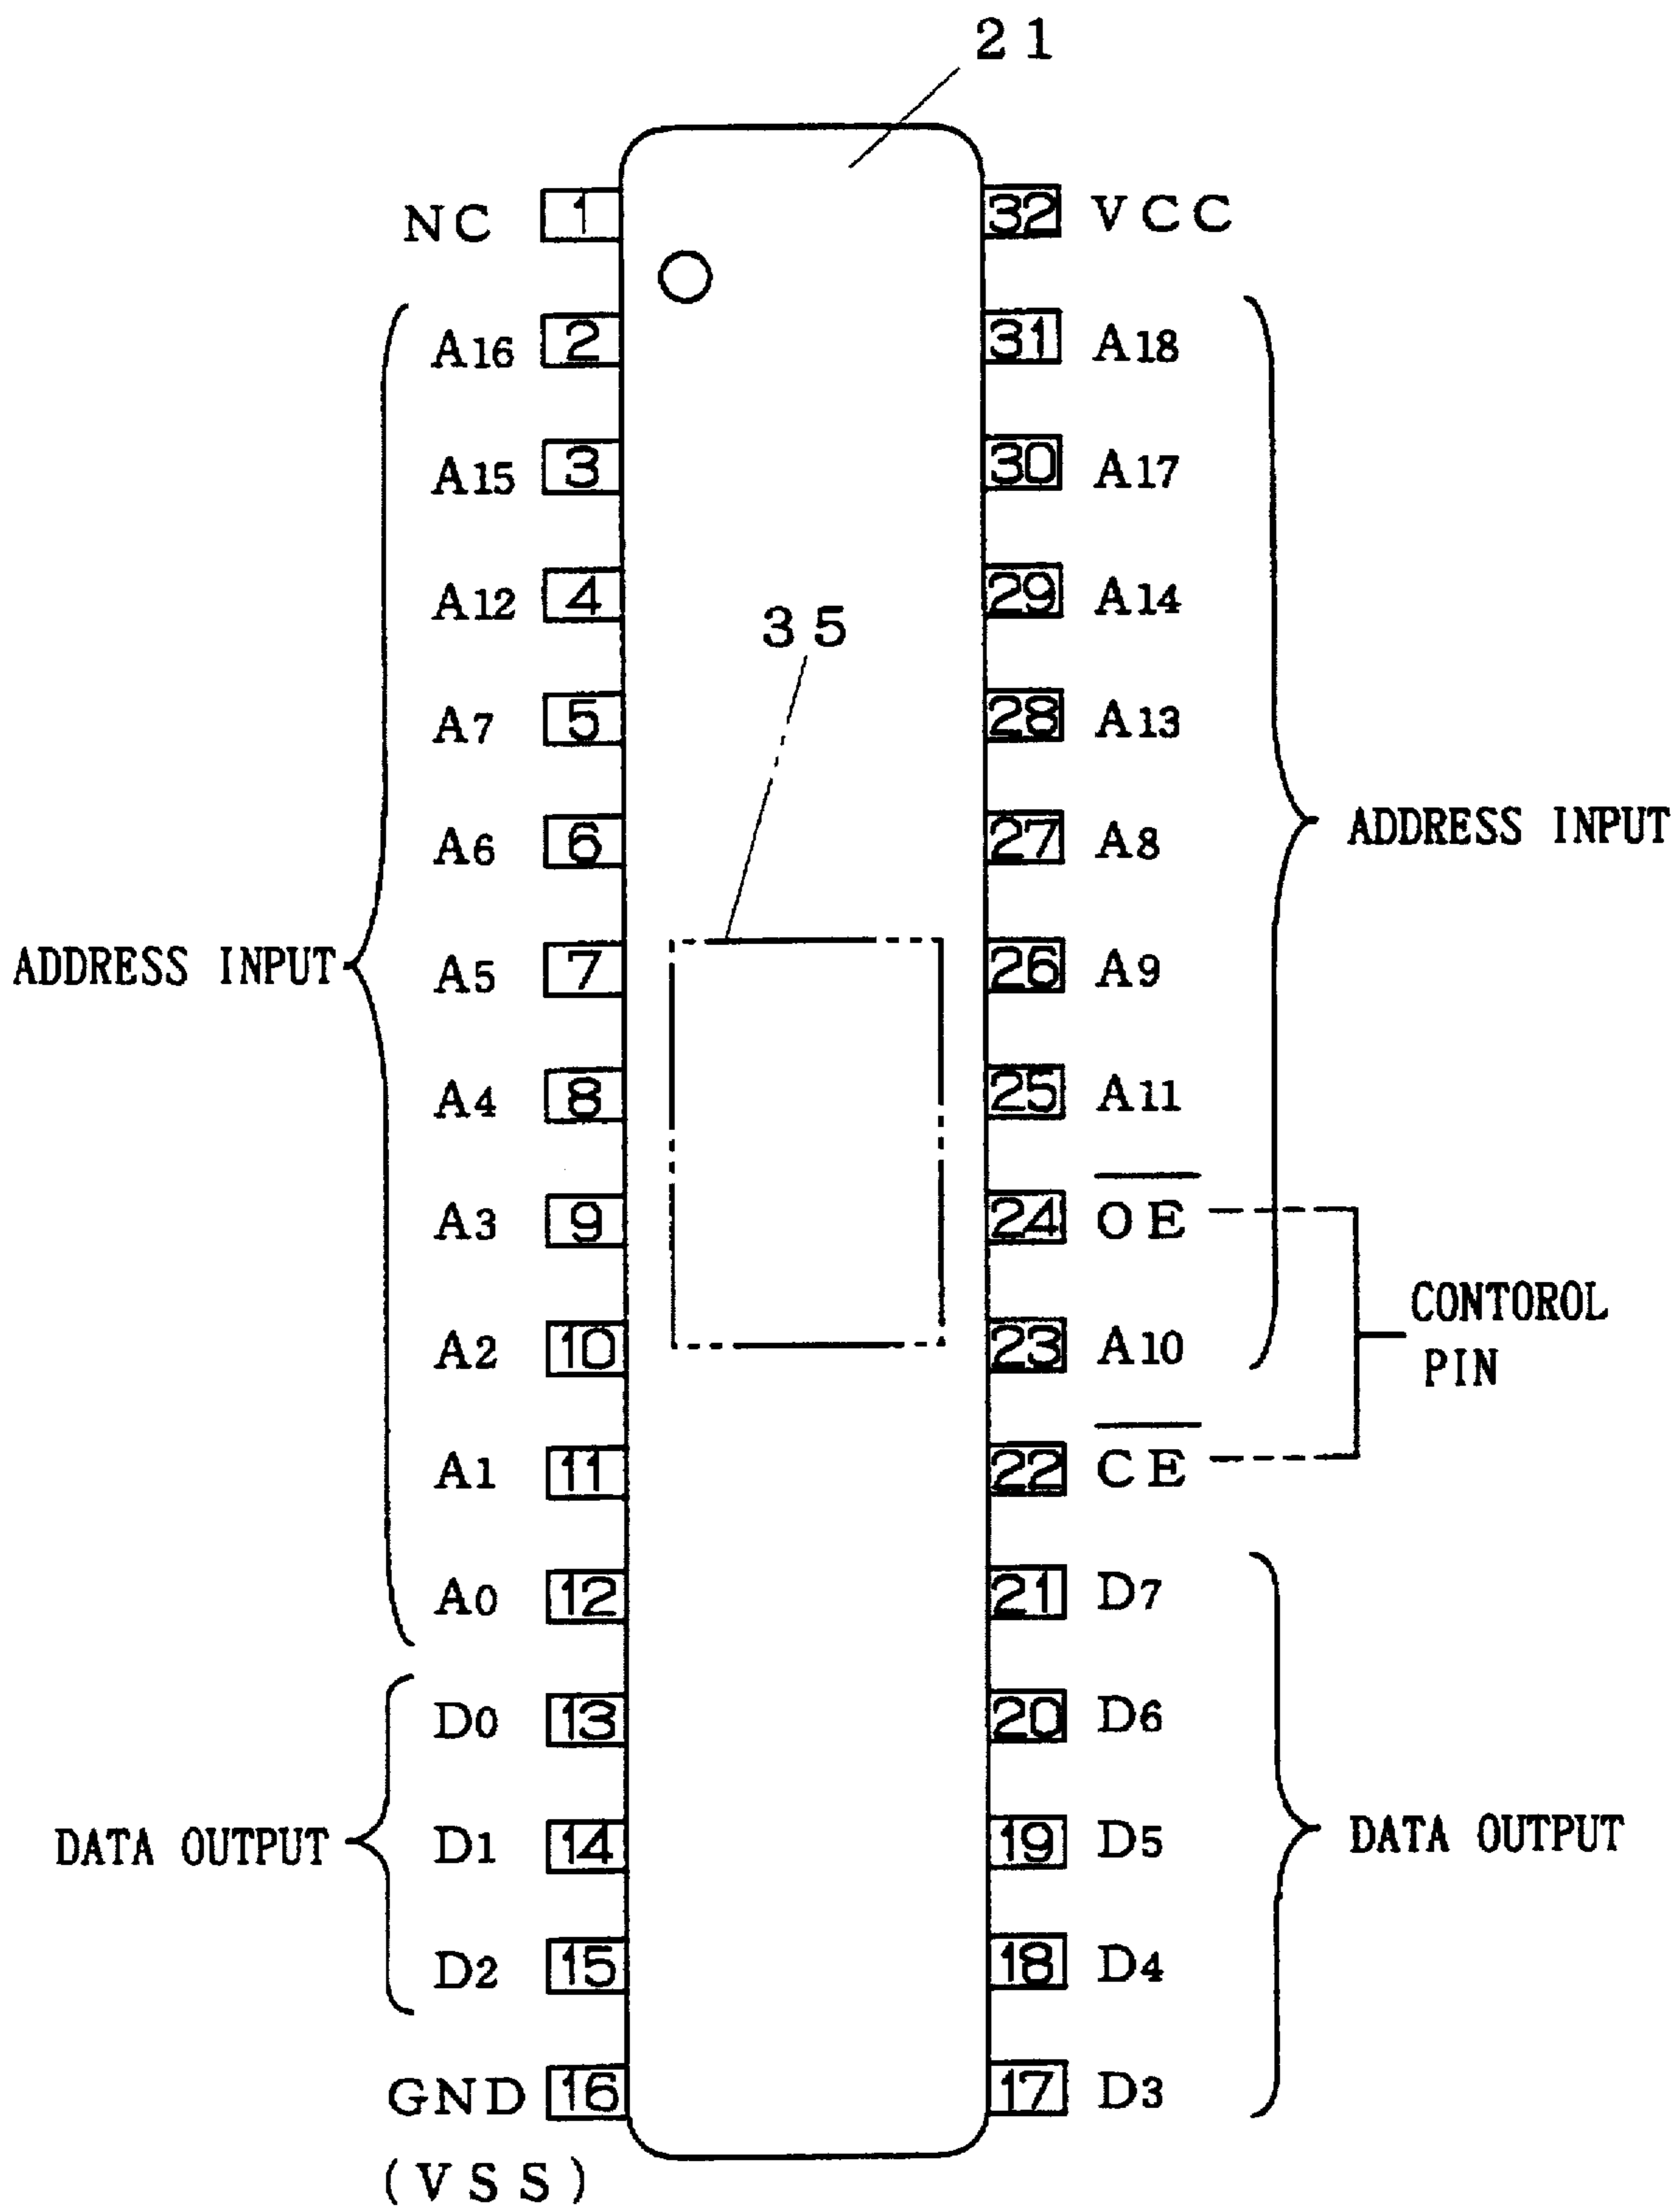 21
NC 1 32 VCC
A16 2 31 A18
A15 3 30 A17
A12 4 29 A14
35
A7 5 28 A13
A6 6 27 A8
ADDRESS INPUT
ADDRESS INPUT
A5 7 26 A9
A4 8 25 A11
A3 9 24 OE
CONTOROL
PIN
A2 10 23 A10
A1 11 22 CE
A0 12 21 D7
D0 13 20 D6
DATA OUTPUT
D1 14 19 D5
DATA OUTPUT
D2 15 18 D4
GND 16 17 D3
(VSS)